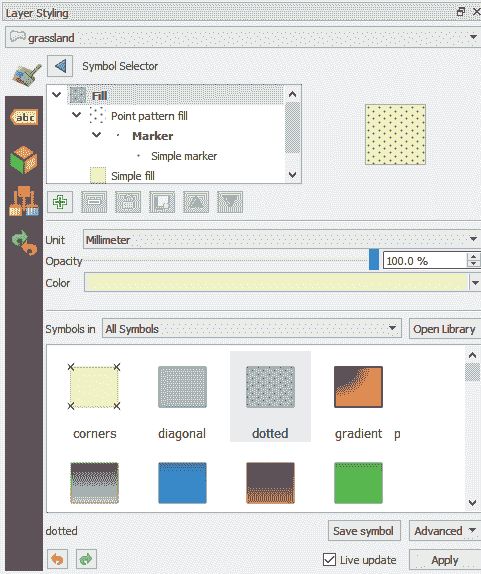 Layer Styling
grassland
Symbol Selector
Fill
Point pattern fill
Marker
Simple marker
Simple fill
abc
Unit Millimeter
Opacity 100.0 %
Color
Symbols in All Symbols Open Library
corners diagonal dotted gradient p
dotted Save symbol Advanced
Live update Apply